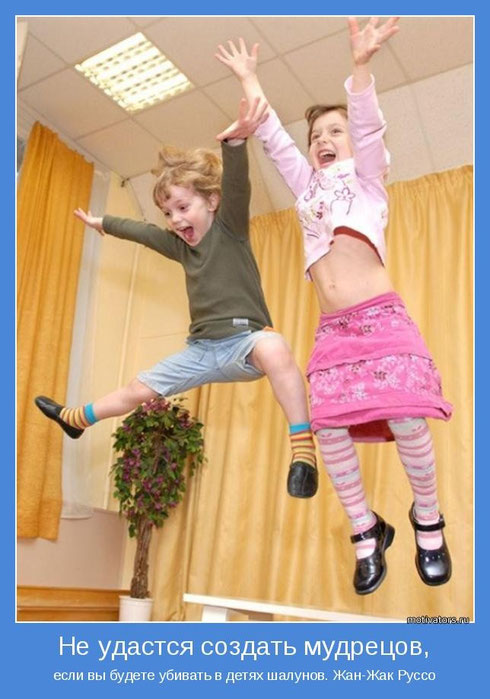 motivators.ru
Не удастся создать мудрецов,
если вы будете убивать в детях шалунов. Жан-Жак Руссо